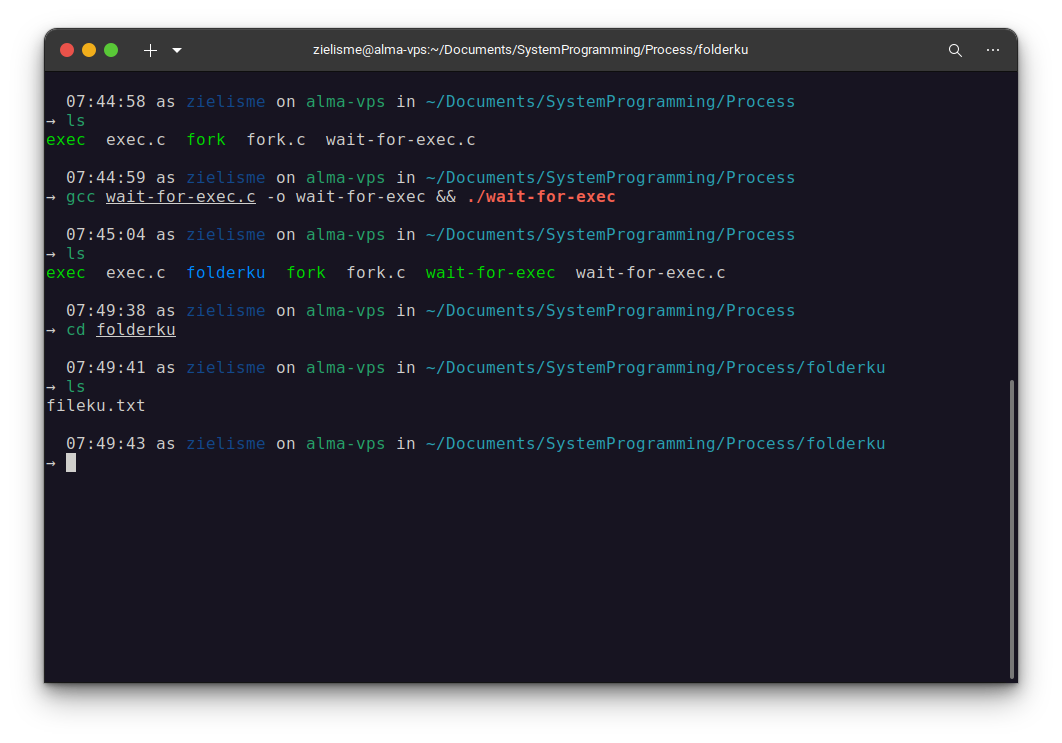 zielisme@alma-vps:~/Documents/SystemProgramming/Process/folderku
07:44:58 as zielisme on alma-vps in ~/Documents/SystemProgramming/Process
→ ls
exec  exec.c  fork  fork.c  wait-for-exec.c
07:44:59 as zielisme on alma-vps in ~/Documents/SystemProgramming/Process
→ gcc wait-for-exec.c -o wait-for-exec && ./wait-for-exec
07:45:04 as zielisme on alma-vps in ~/Documents/SystemProgramming/Process
→ ls
exec  exec.c  folderku  fork  fork.c  wait-for-exec  wait-for-exec.c
07:49:38 as zielisme on alma-vps in ~/Documents/SystemProgramming/Process
→ cd folderku
07:49:41 as zielisme on alma-vps in ~/Documents/SystemProgramming/Process/folderku
→ ls
fileku.txt
07:49:43 as zielisme on alma-vps in ~/Documents/SystemProgramming/Process/folderku
→